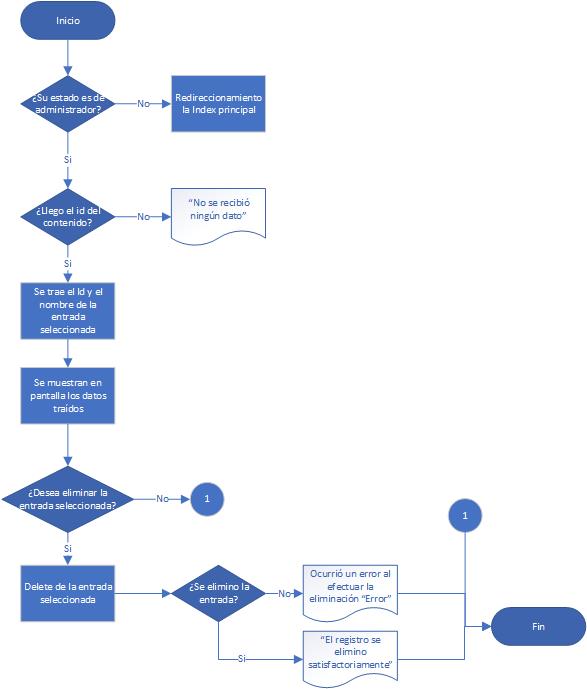 Inicio
¿Su estado es de
administrador?
No
Redireccionamiento
la Index principal
Si
¿Llego el id del
contenido?
No
“No se recibió
ningún dato”
Si
Se trae el Id y el
nombre de la
entrada
seleccionada
Se muestran en
pantalla los datos
traídos
¿Desea eliminar la
entrada seleccionada?
No
1
1
Si
Delete de la entrada
seleccionada
¿Se elimino la
entrada?
No
Ocurrió un error al
efectuar la
eliminación “Error”
Fin
Si
“El registro se
elimino
satisfactoriamente”